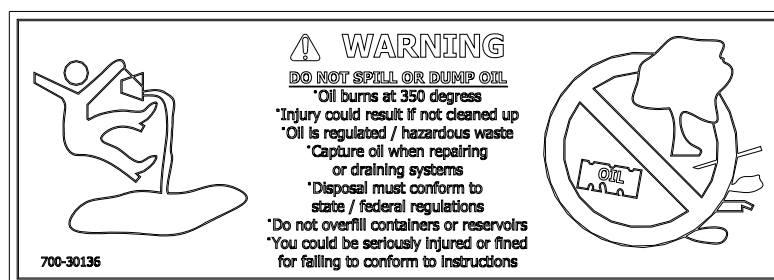 WARNING
DO NOT SPILL OR DUMP OIL
*Oil burns at 350 degress
*Injury could result if not cleaned up
*Oil is regulated / hazardous waste
*Capture oil when repairing
or draining systems
*Disposal must conform to
state / federal regulations
*Do not overfill containers or reservoirs
*You could be seriously injured or fined
for failing to conform to instructions
700-30136
OIL